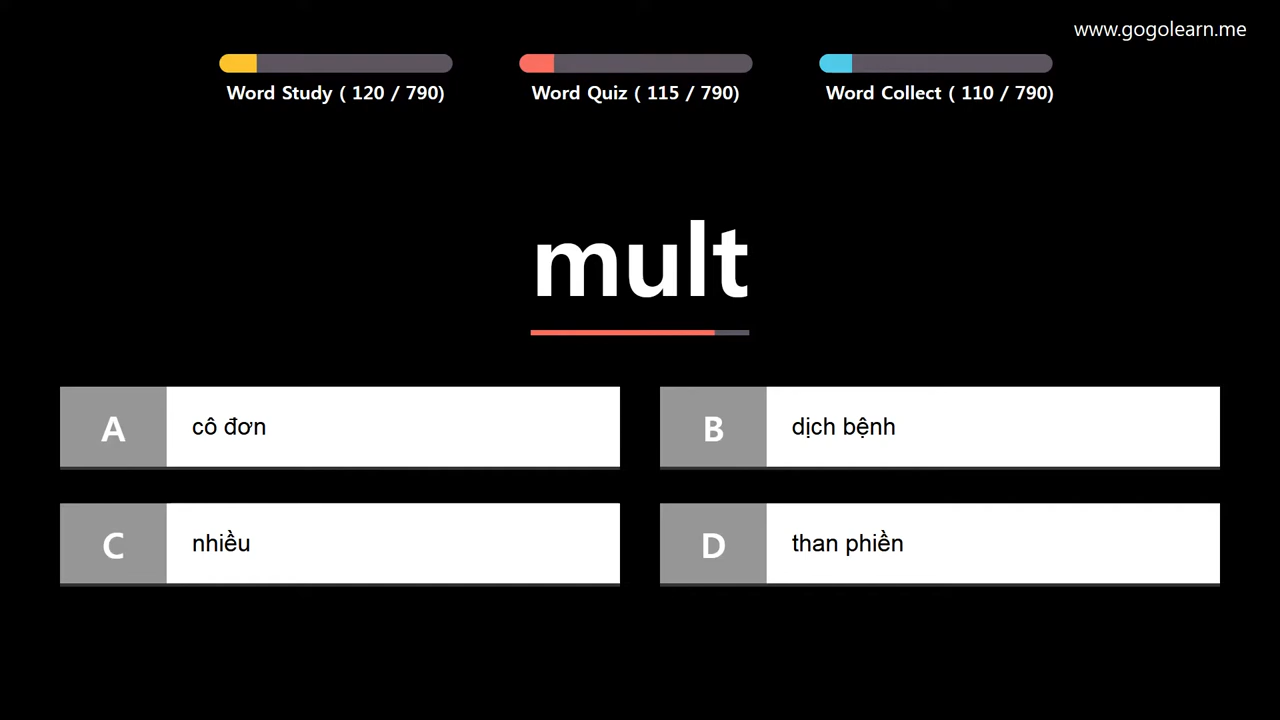 www.gogolearn.me
Word Study ( 120 / 790)
Word Quiz ( 115 / 790)
Word Collect ( 110 / 790)
mult
A cô đơn
B dịch bệnh
C nhiều
D than phiền